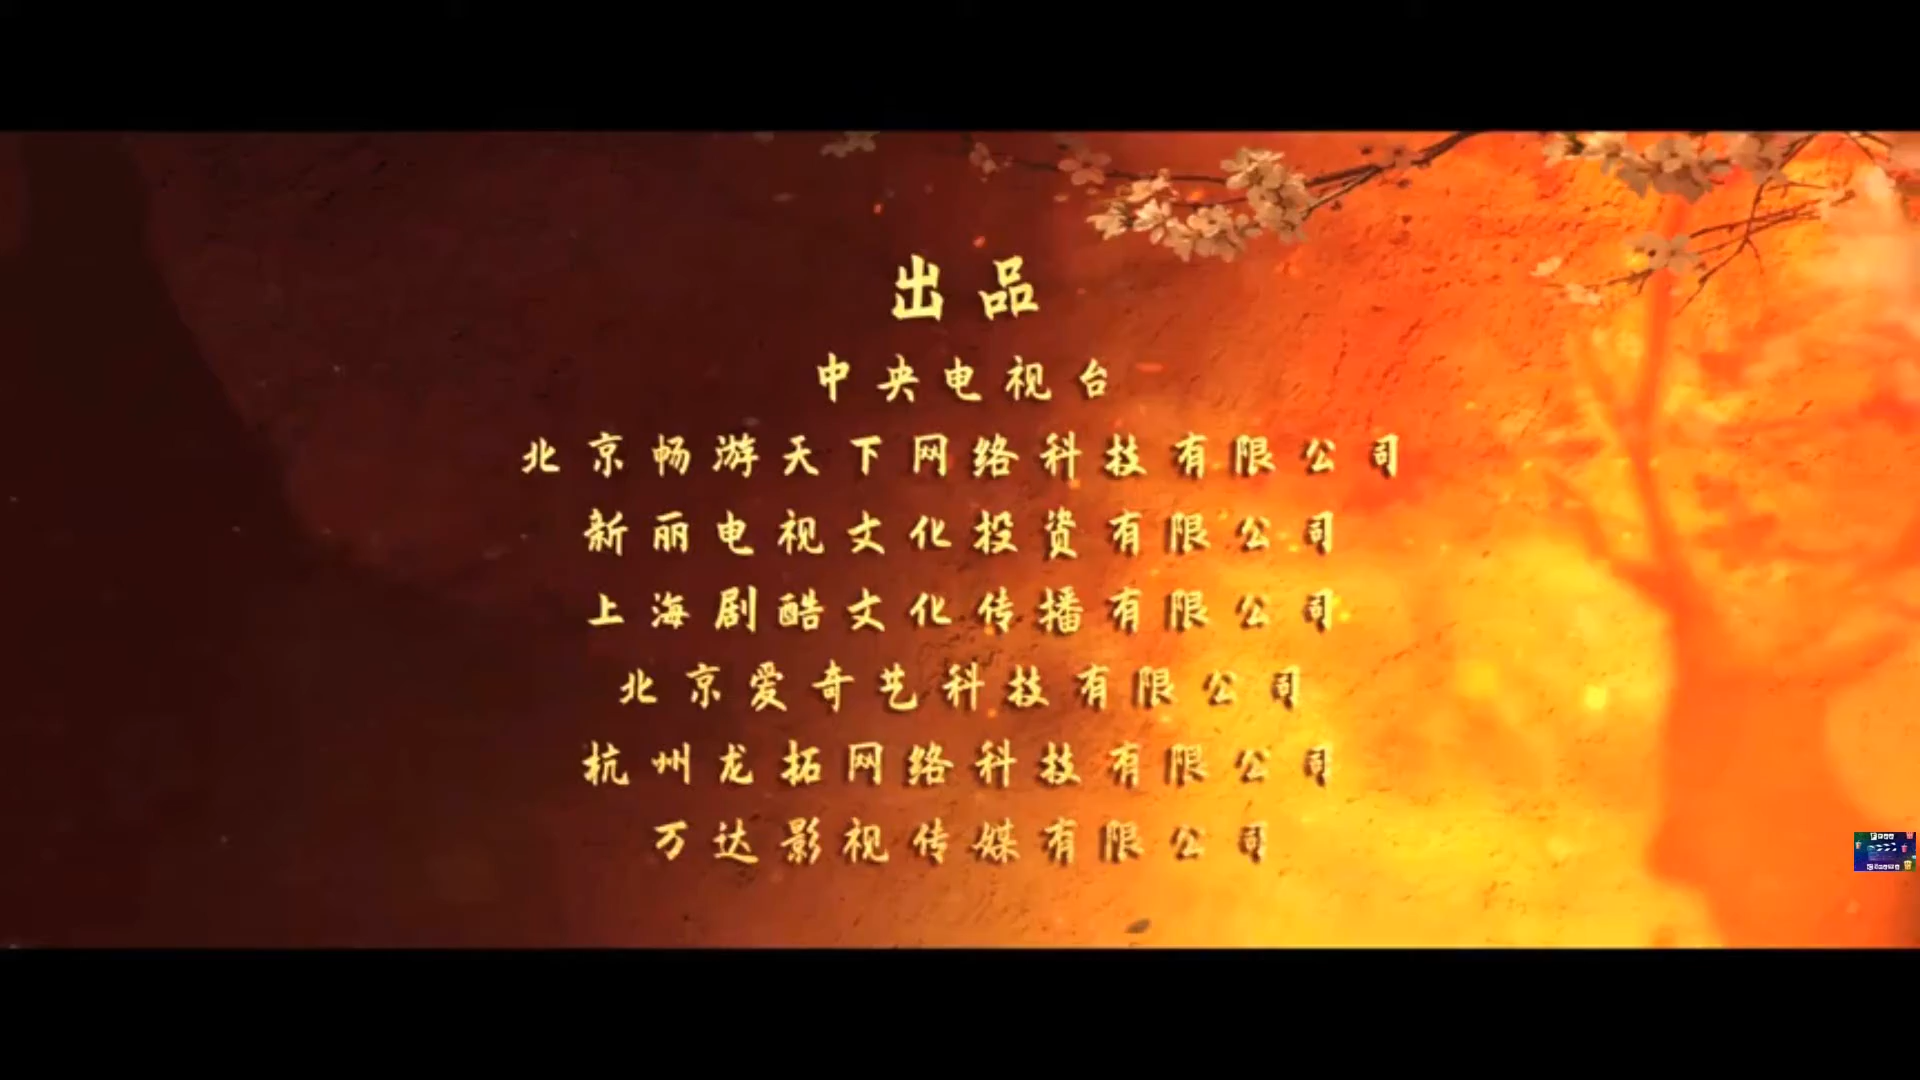 出品
中央电视台
北京畅游天下网络科技有限公司
新丽电视文化投资有限公司
上海剧酷文化传播有限公司
北京爱奇艺科技有限公司
杭州龙拓网络科技有限公司
万达影视传媒有限公司